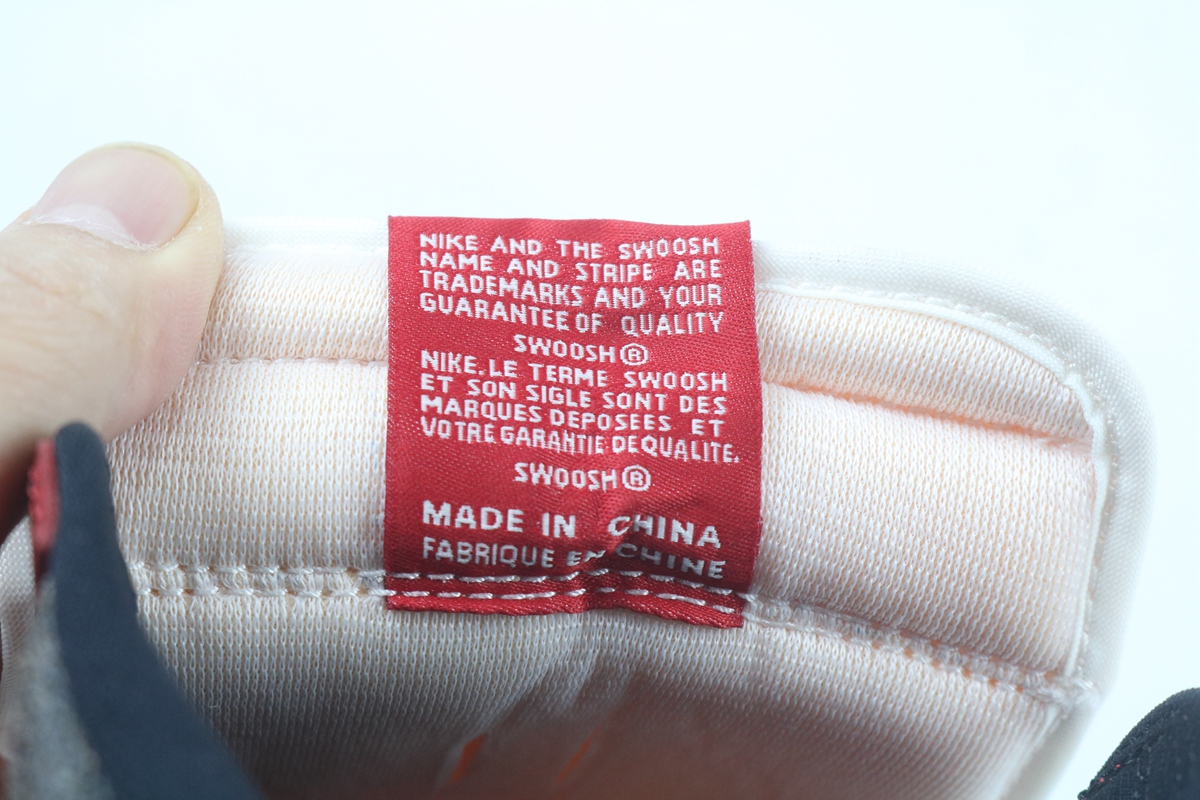 NIKE AND THE SWOOSH
NAME AND STRIPE ARE
TRADEMARKS AND YOUR
GUARANTEE OF QUALITY
SWOOSH®
NIKE.LE TERME SWOOSH
ET SON SIGLE SONT DES
MARQUES DEPOSEES ET
VOTRE GARANTIE DE QUALITE.
SWOOSH®
MADE IN CHINA
FABRIQUE EN CHINE